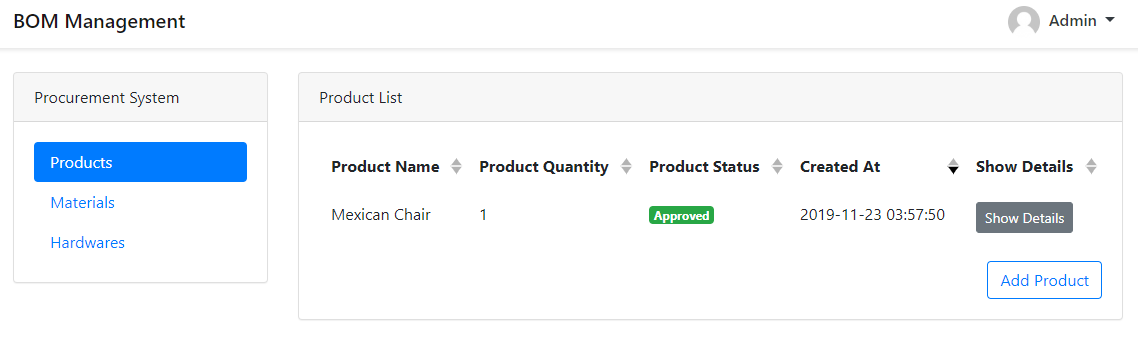 BOM Management
Admin
Procurement System
Products
Materials
Hardwares
Product List
Product Name Product Quantity Product Status Created At Show Details
Mexican Chair 1 Approved 2019-11-23 03:57:50 Show Details
Add Product